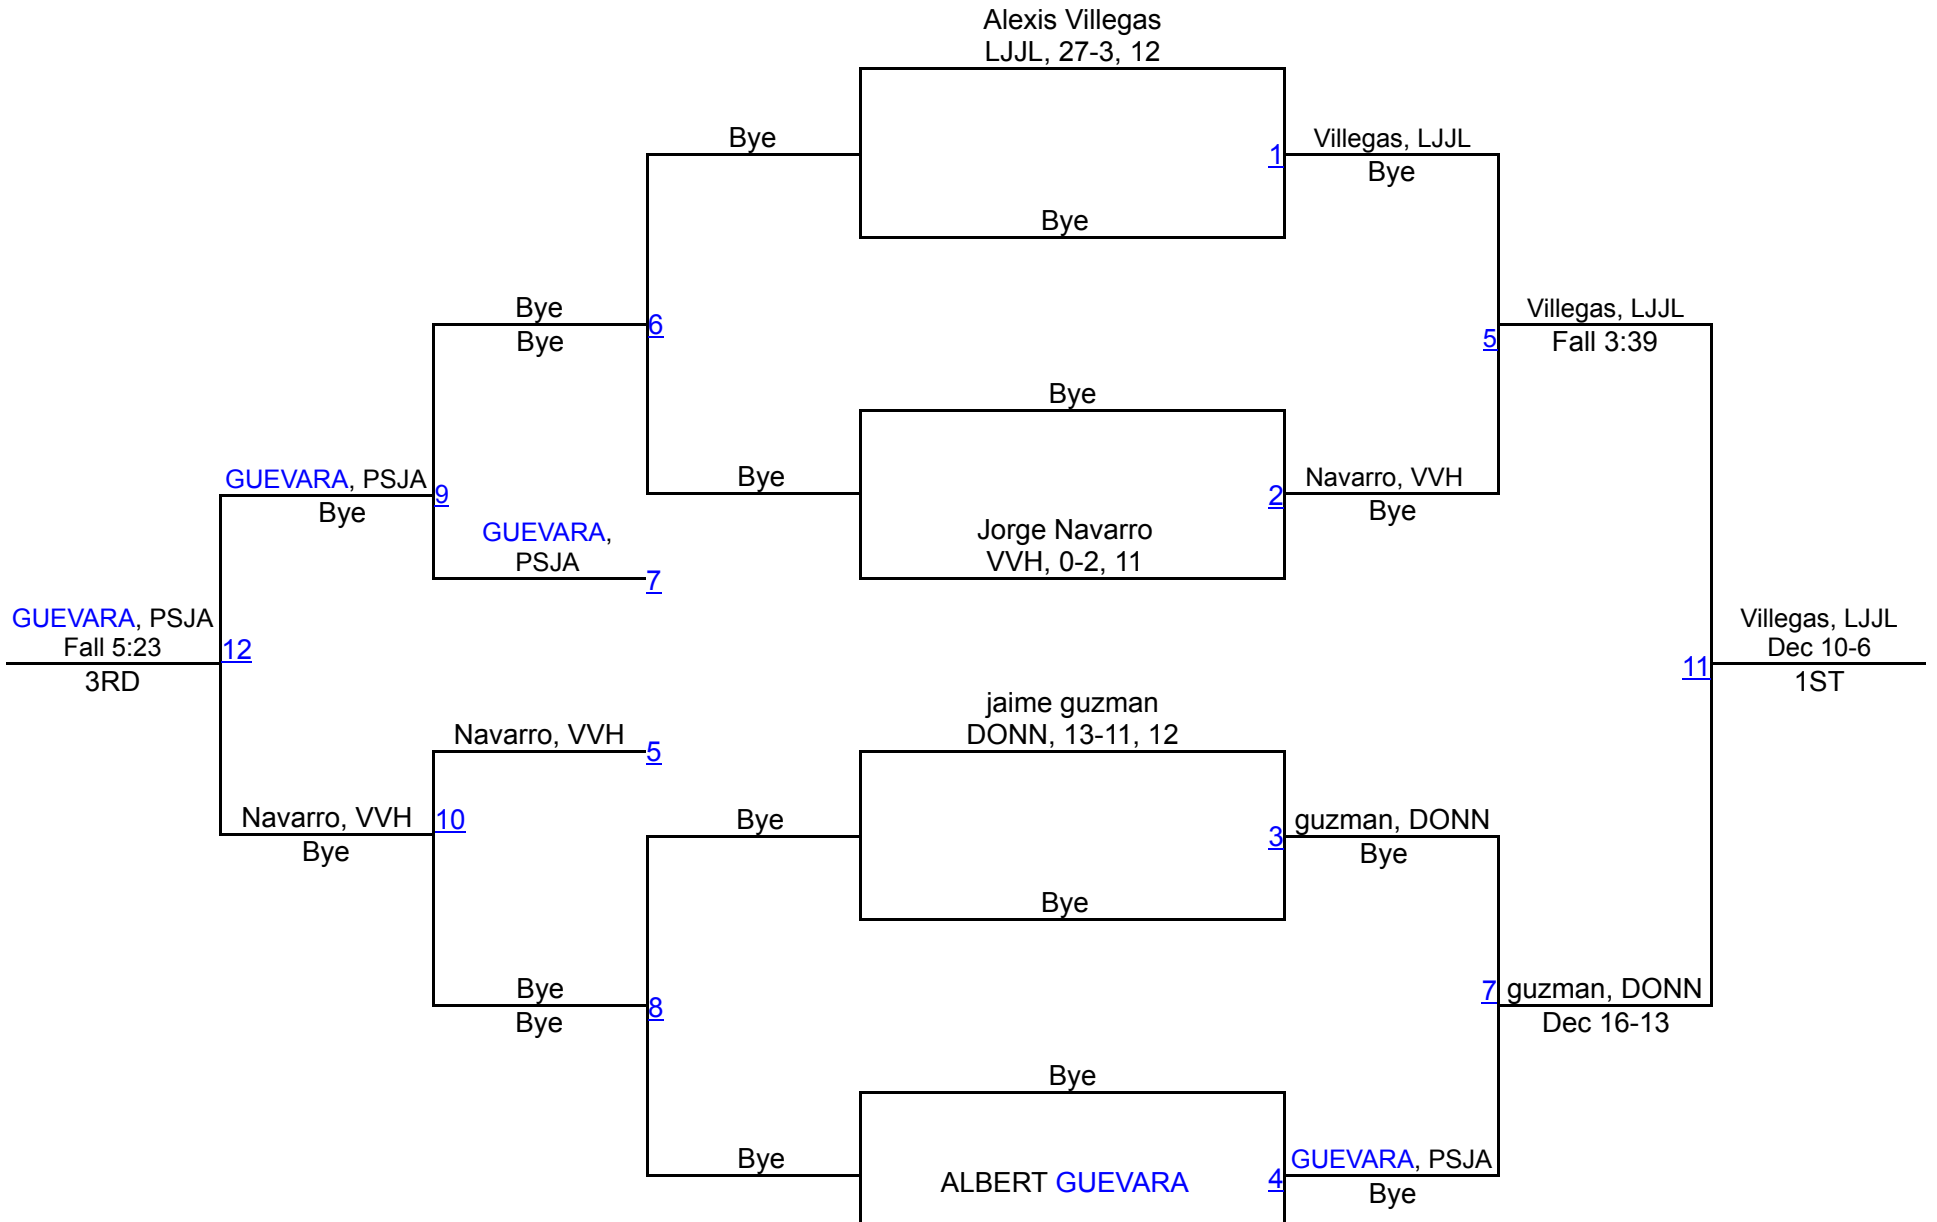 Alexis Villegas
LJJL, 27-3, 12
Bye
1
Villegas, LJJL
Bye
Bye
Bye
Bye
6
Villegas, LJJL
Fall 3:39
5
Bye
GUEVARA, PSJA
Bye
9
Bye
2
Navarro, VVH
Bye
GUEVARA,
PSJA
7
Jorge Navarro
VVH, 0-2, 11
GUEVARA, PSJA
Fall 5:23
3RD
12
Villegas, LJJL
Dec 10-6
1ST
11
jaime guzman
DONN, 13-11, 12
Navarro, VVH
5
Navarro, VVH
Bye
10
Bye
3
guzman, DONN
Bye
Bye
Bye
Bye
8
7
guzman, DONN
Dec 16-13
Bye
Bye
ALBERT GUEVARA
4
GUEVARA, PSJA
Bye